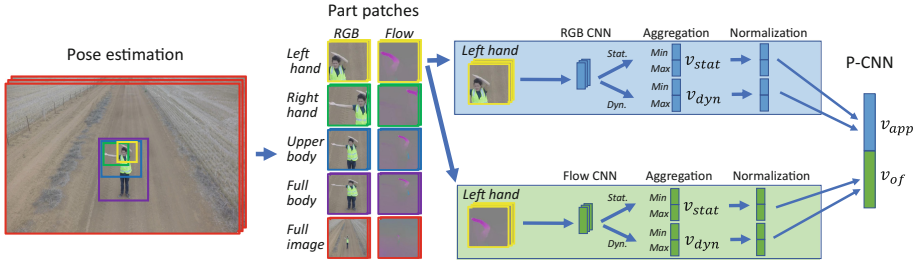 Pose estimation
Part patches
RGB Flow
Left hand
Right hand
Upper body
Full body
Full image
Left hand
RGB CNN
Stat.
Dyn.
Aggregation
Min
Max
v_stat
Min
Max
v_dyn
Normalization
Left hand
Flow CNN
Stat.
Dyn.
Aggregation
Min
Max
v_stat
Min
Max
v_dyn
Normalization
P-CNN
v_app
v_of